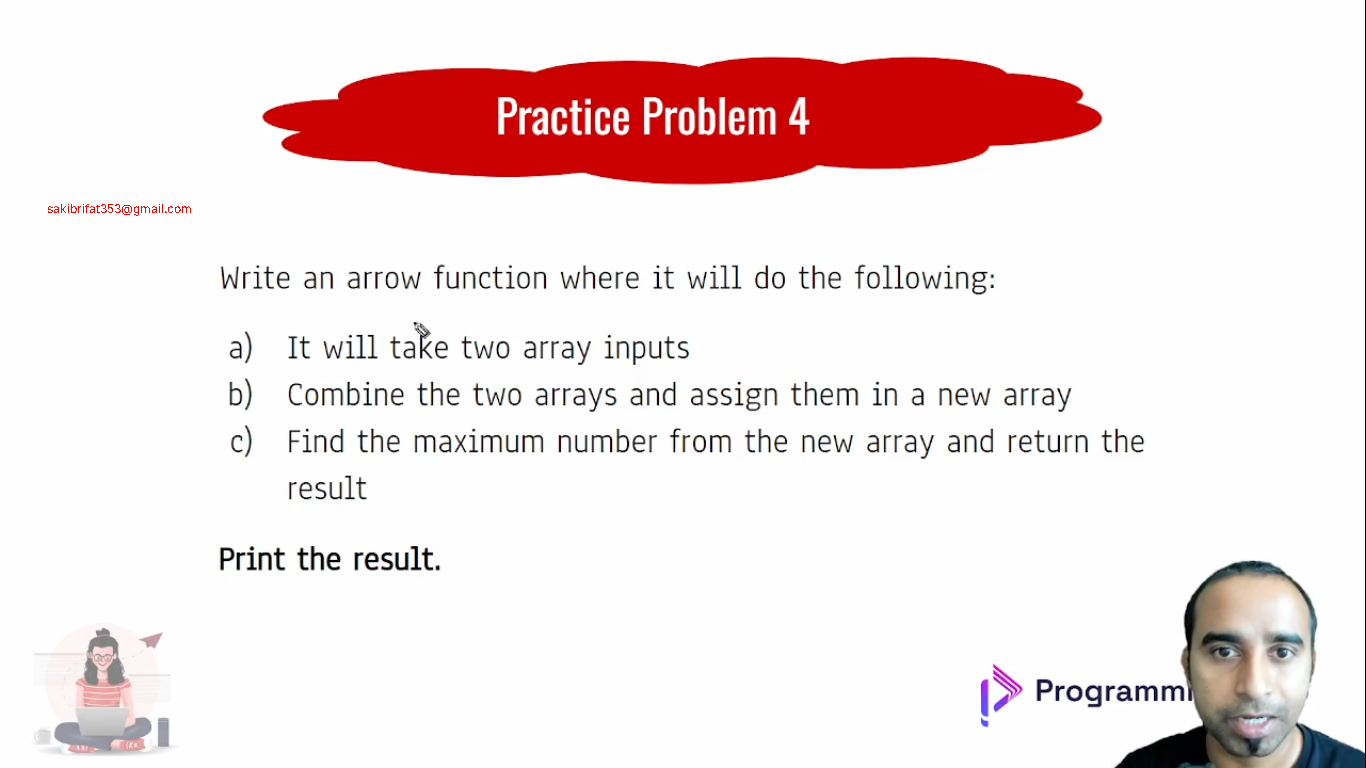 Practice Problem 4
sakibrifat353@gmail.com
Write an arrow function where it will do the following:
a) It will take two array inputs
b) Combine the two arrays and assign them in a new array
c) Find the maximum number from the new array and return the
result
Print the result.